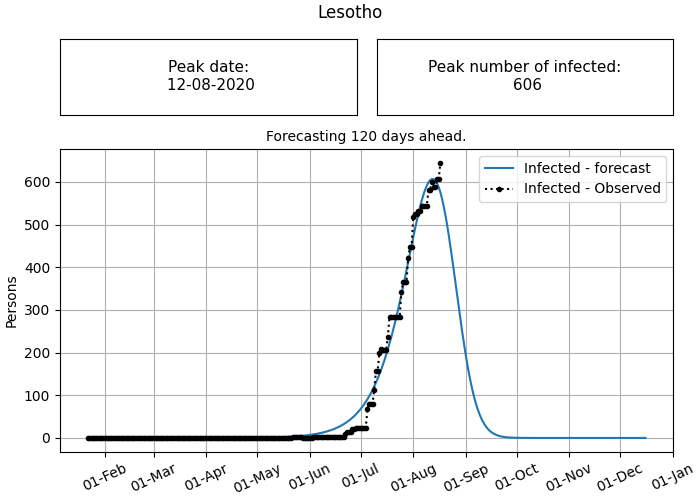 Lesotho
Peak date:
12-08-2020
Peak number of infected:
606
Forecasting 120 days ahead.
Infected - forecast
Infected - Observed
Persons
600
500
400
300
200
100
0
01-Feb
01-Mar
01-Apr
01-May
01-Jun
01-Jul
01-Aug
01-Sep
01-Oct
01-Nov
01-Dec
01-Jan